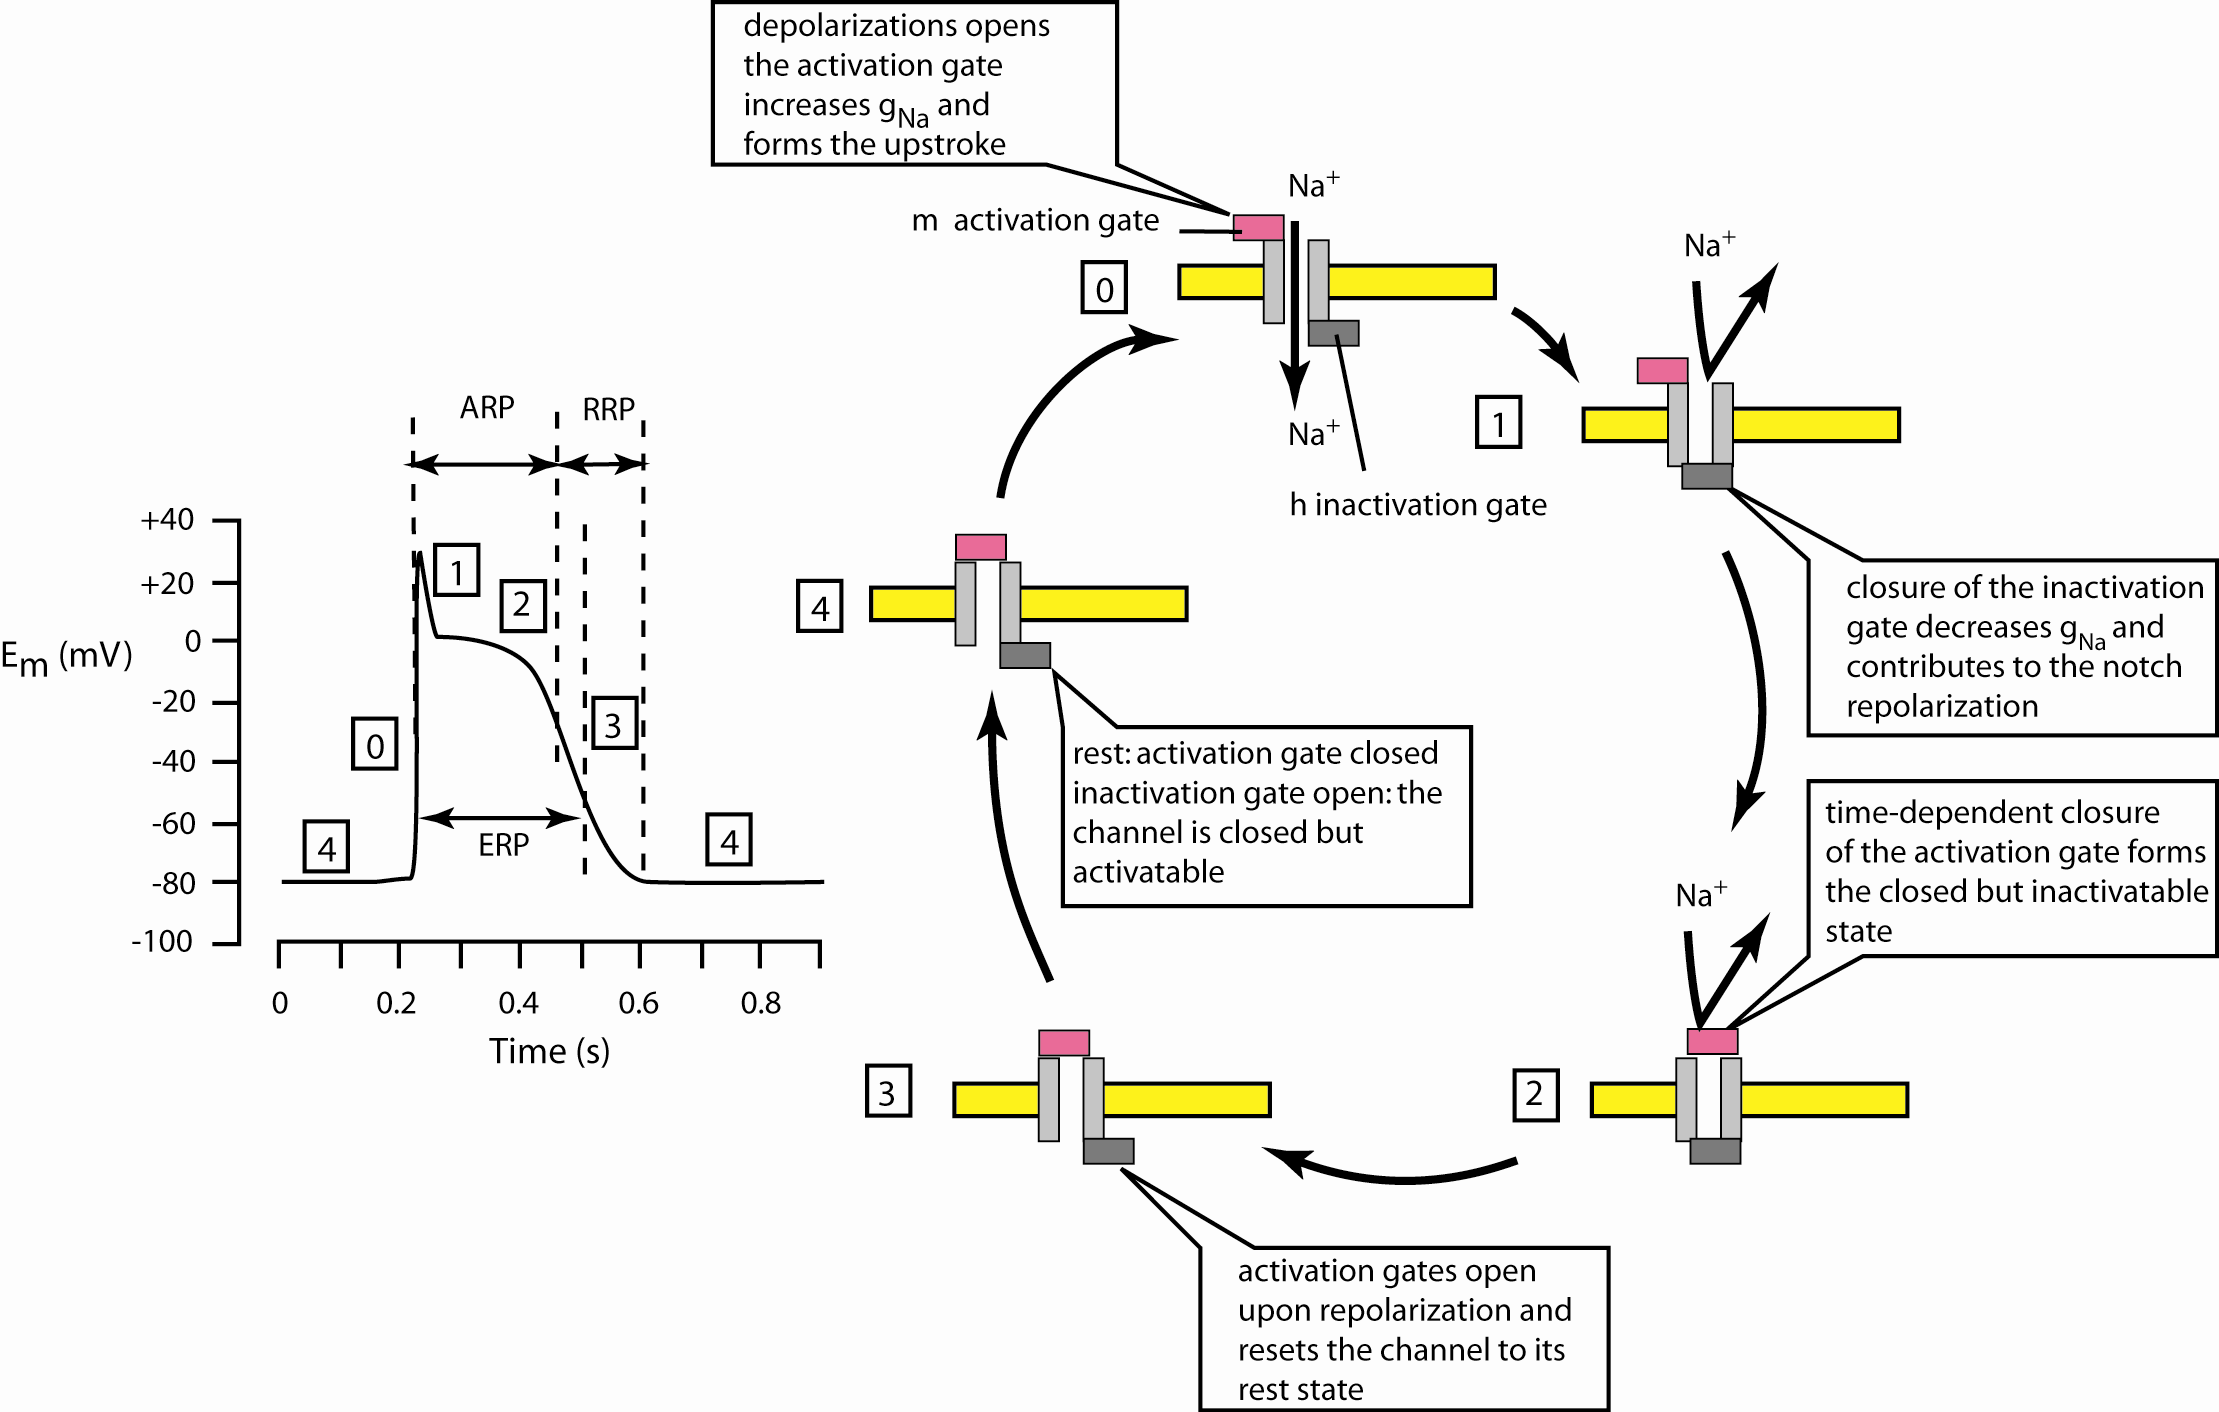 depolarizations opens
the activation gate
increases gNa and
forms the upstroke
Na+
m activation gate
0
Na+
h inactivation gate
Na+
1
closure of the inactivation
gate decreases gNa and
contributes to the notch
repolarization
time-dependent closure
of the activation gate forms
the closed but inactivatable
state
Na+
2
activation gates open
upon repolarization and
resets the channel to its
rest state
3
4
rest: activation gate closed
inactivation gate open: the
channel is closed but
activatable
ARP
RRP
+40
+20
0
-20
-40
-60
-80
-100
Em (mV)
1
2
3
0
ERP
4
4
0
0.2
0.4
0.6
0.8
Time (s)